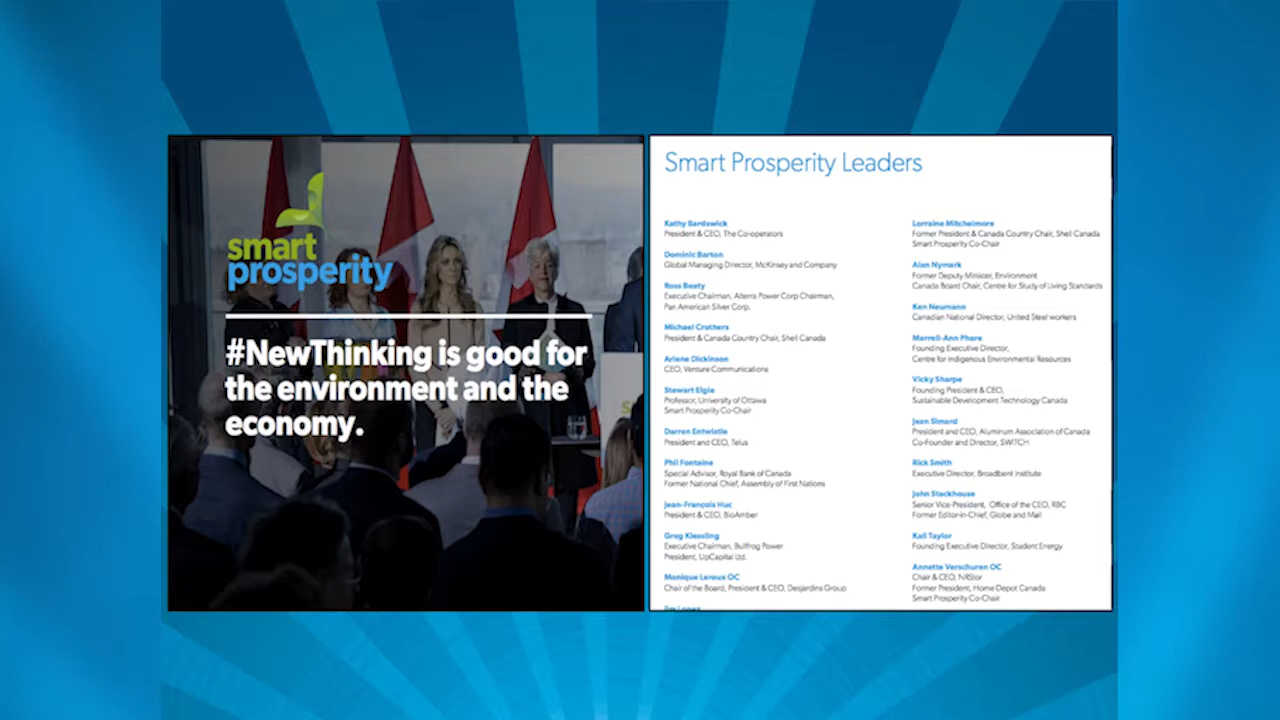 smart
prosperity
#NewThinking is good for
the environment and the
economy.
Smart Prosperity Leaders
Kathy Bardswick
President & CEO, The Co-operators
Dominic Barton
Global Managing Director, McKinsey and Company
Ross Beaty
Executive Chairman, Alterra Power Corp Chairman,
Pan American Silver Corp.
Michael Crothers
President & Canada Country Chair, Shell Canada
Arlene Dickinson
CEO, Venture Communications
Stewart Elgie
Professor, University of Ottawa
Smart Prosperity Co-Chair
Darren Entwistle
President and CEO, Telus
Phil Fontaine
Special Advisor, Royal Bank of Canada
Former National Chief, Assembly of First Nations
Jean-François Huc
President & CEO, BioAmber
Greg Kiessling
Executive Chairman, Bullfrog Power
President, UpCapital Ltd.
Monique Leroux OC
Chair of the Board, President & CEO, Desjardins Group
Lorraine Mitchelmore
Former President & Canada Country Chair, Shell Canada
Smart Prosperity Co-Chair
Alan Nymark
Former Deputy Minister, Environment
Canada Board Chair, Centre for Study of Living Standards
Ken Neumann
Canadian National Director, United Steel workers
Merrell-Ann Phare
Founding Executive Director,
Centre for Indigenous Environmental Resources
Vicky Sharpe
Founding President & CEO,
Sustainable Development Technology Canada
Jean Simard
President and CEO, Aluminum Association of Canada
Co-Founder and Director, SWITCH
Rick Smith
Executive Director, Broadbent Institute
John Stackhouse
Senior Vice-President, Office of the CEO, RBC
Former Editor-in-Chief, Globe and Mail
Kali Taylor
Founding Executive Director, Student Energy
Annette Verschuren OC
Chair & CEO, NRStor
Former President, Home Depot Canada
Smart Prosperity Co-Chair